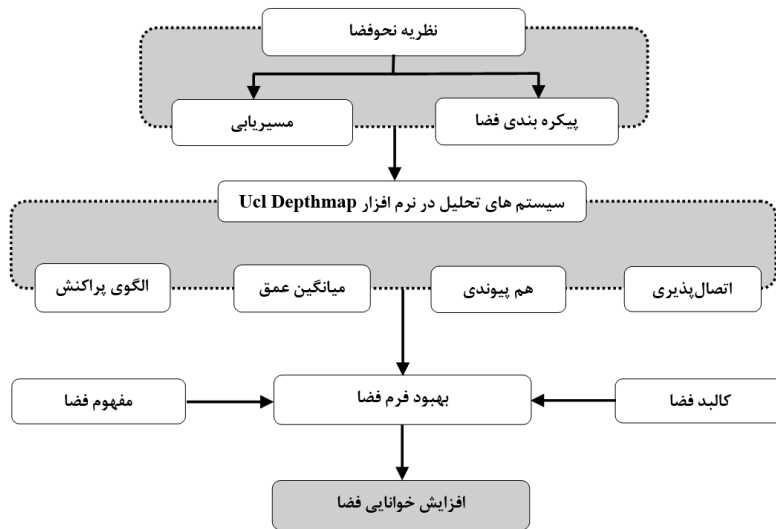 نظریه نحوفضا
پیکره بندی فضا
مسیریابی
سیستم های تحلیل در نرم افزار Ucl Depthmap
اتصال‌پذیری
هم پیوندی
میانگین عمق
الگوی پراکنش
کالبد فضا
بهبود فرم فضا
مفهوم فضا
افزایش خوانایی فضا